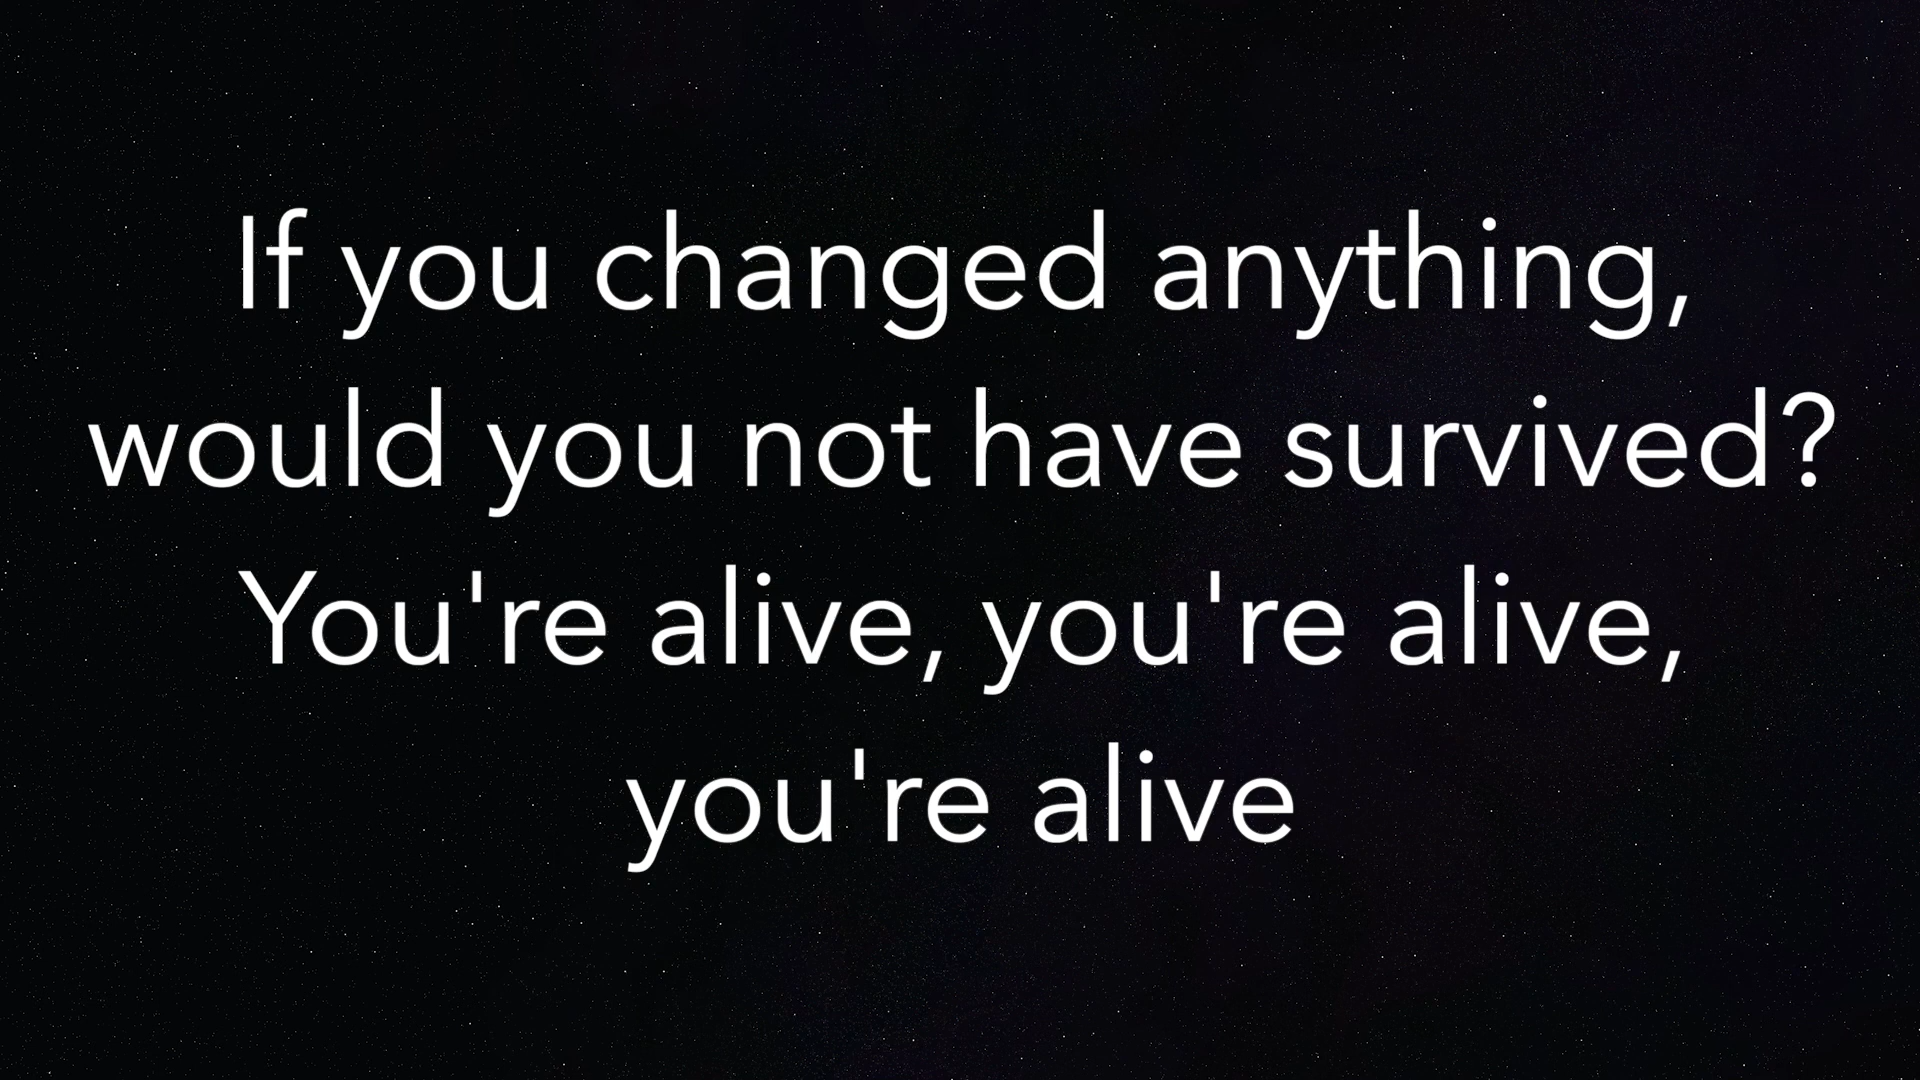 If you changed anything,
would you not have survived?
You're alive, you're alive,
you're alive